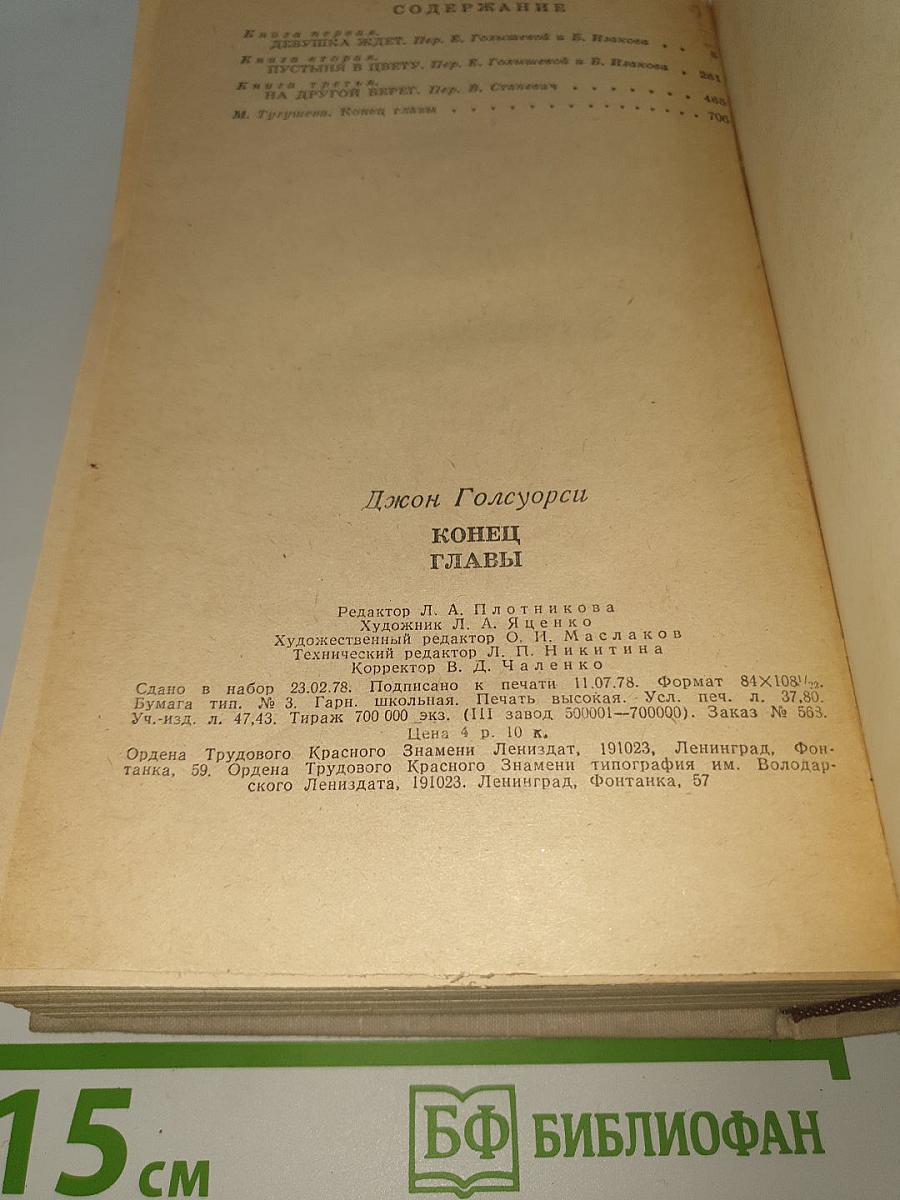 СОДЕРЖАНИЕ
Книга первая.
ДЕВУШКА ЖДЕТ. Пер. Е. Голышевой и Б. Изакова . . 5
Книга вторая.
ПУСТЫНЯ В ЦВЕТУ. Пер. Е. Голышевой и Б. Изакова . 261
Книга третья.
НА ДРУГОЙ БЕРЕГ. Пер. В. Станевич . . . . . . . 468
М. Тугушева. Конец главы . . . . . . . . . . . . . . 706
Джон Голсуорси
КОНЕЦ
ГЛАВЫ
Редактор Л. А. Плотникова
Художник Л. А. Яценко
Художественный редактор О. И. Маслаков
Технический редактор Л. П. Никитина
Корректор В. Д. Чаленко
Сдано в набор 23.02.78. Подписано к печати 11.07.78. Формат 84×108¹/₃₂.
Бумага тип. № 3. Гарн. школьная. Печать высокая. Усл. печ. л. 37,80.
Уч.-изд. л. 47,43. Тираж 700 000 экз. (III завод 500001—700000). Заказ № 563.
Цена 4 р. 10 к.
Ордена Трудового Красного Знамени Лениздат, 191023, Ленинград, Фон-
танка, 59. Ордена Трудового Красного Знамени типография им. Володар-
ского Лениздата, 191023. Ленинград, Фонтанка, 57
15 см
БФ БИБЛИОФАН